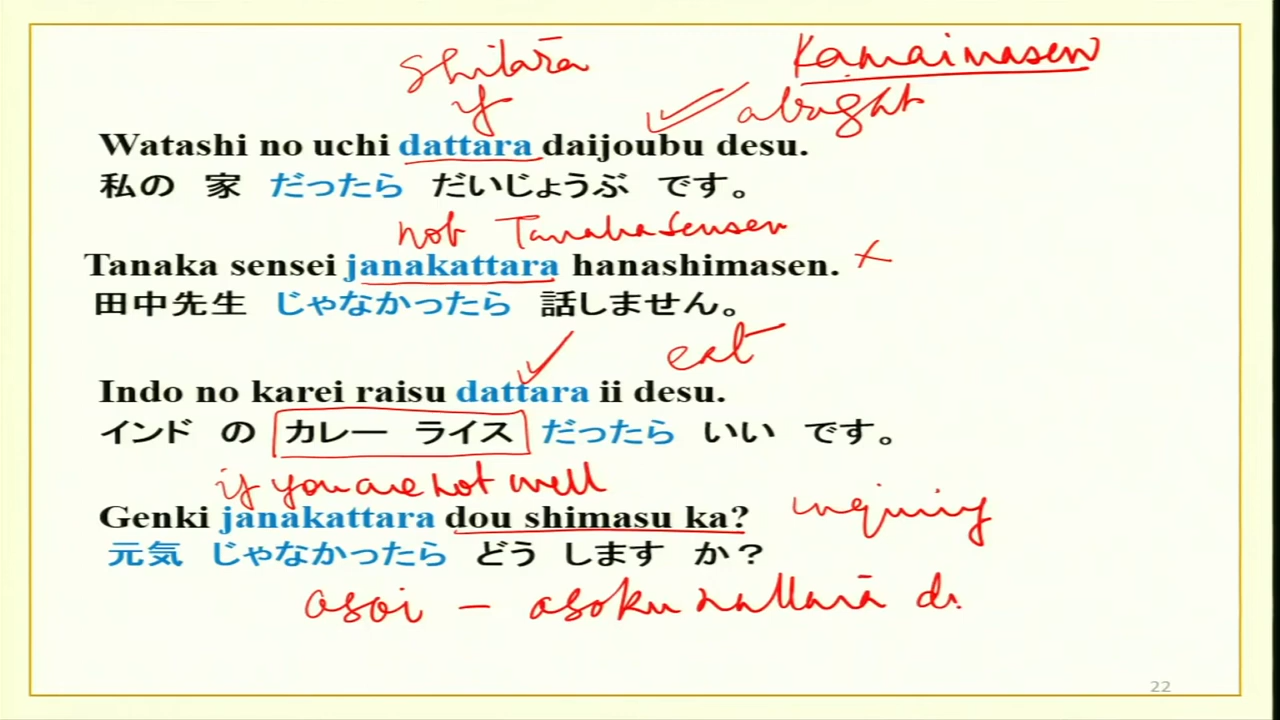 shitarā Kamaimasen
if alright
Watashi no uchi dattara daijoubu desu.
私の 家 だったら だいじょうぶ です。
not Tanaka Sensei
Tanaka sensei janakattara hanashimasen.
田中先生 じゃなかったら 話しません。
eat
Indo no karei raisu dattara ii desu.
インド の カレー ライス だったら いい です。
if you are not well
Genki janakattara dou shimasu ka? inquiring
元気 じゃなかったら どう します か？
osoi – osoku nattarā d
22